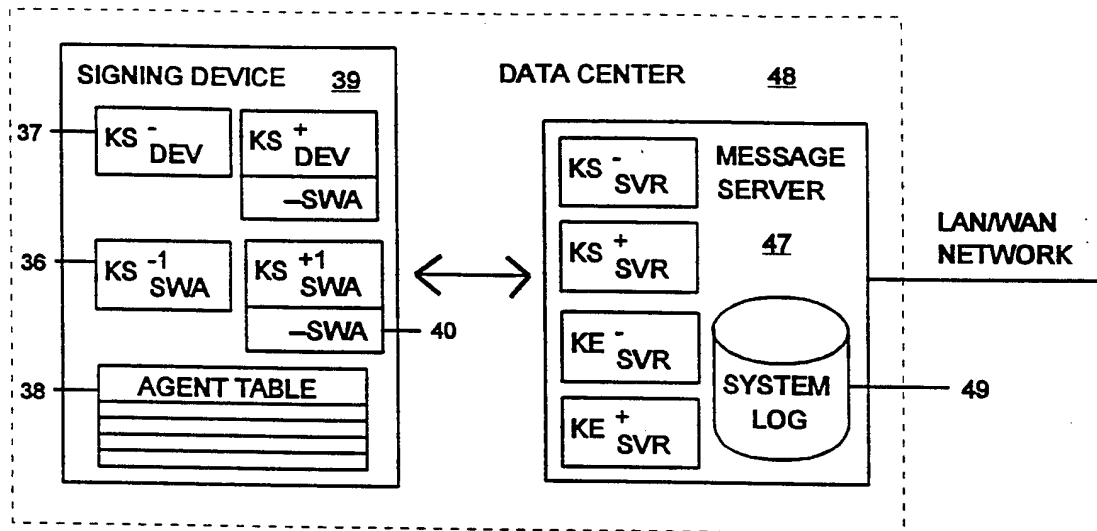 SIGNING DEVICE 39
37
KS -
DEV
KS +
DEV
–SWA
36
KS -1
SWA
KS +1
SWA
–SWA
40
38
AGENT TABLE
DATA CENTER 48
KS -
SVR
KS +
SVR
KE -
SVR
KE +
SVR
MESSAGE
SERVER
47
SYSTEM
LOG
49
LAN/WAN
NETWORK